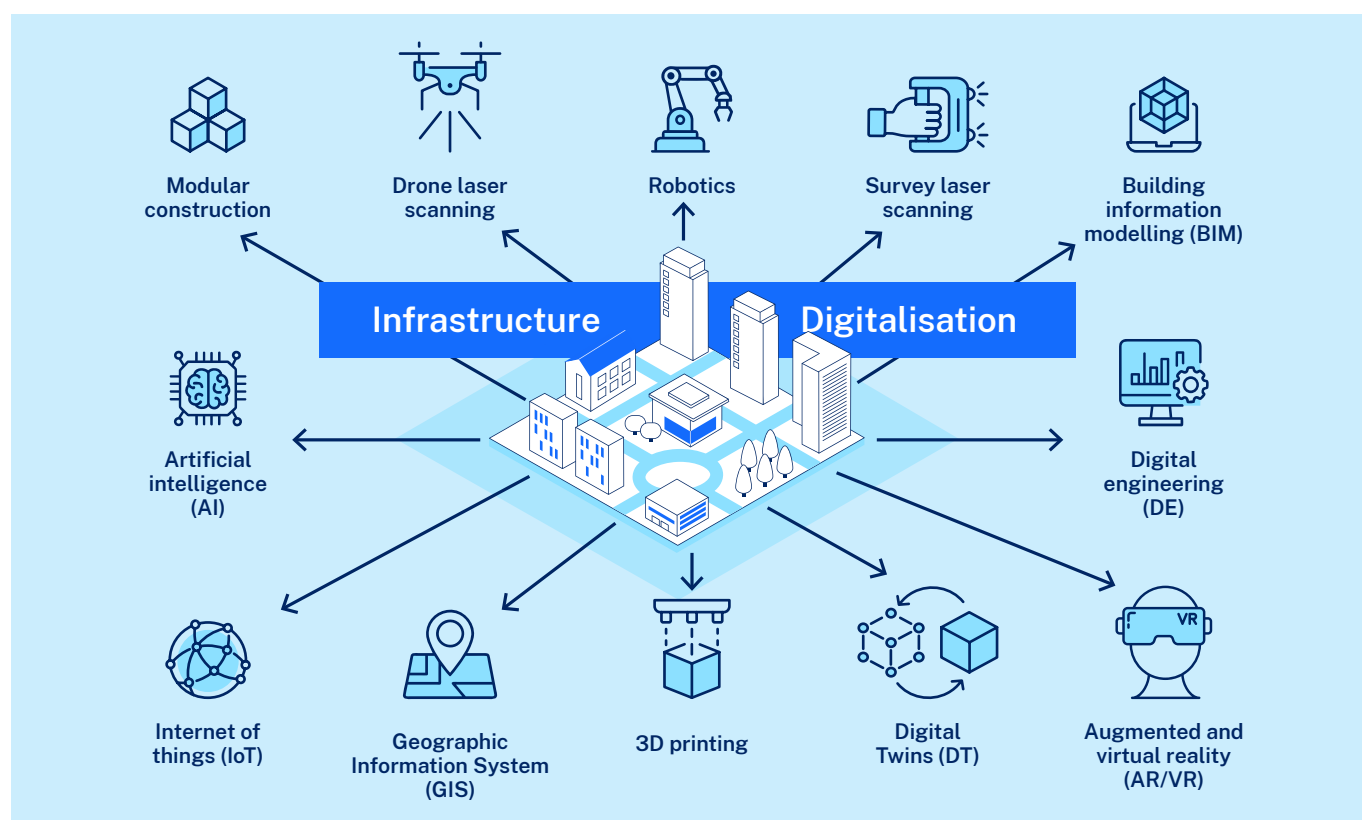 Modular
construction
Drone laser
scanning
Robotics
Survey laser
scanning
Building
information
modelling (BIM)
Infrastructure
Digitalisation
Artificial
intelligence
(AI)
Digital
engineering
(DE)
VR
Internet of
things (IoT)
Geographic
Information System
(GIS)
3D printing
Digital
Twins (DT)
Augmented and
virtual reality
(AR/VR)